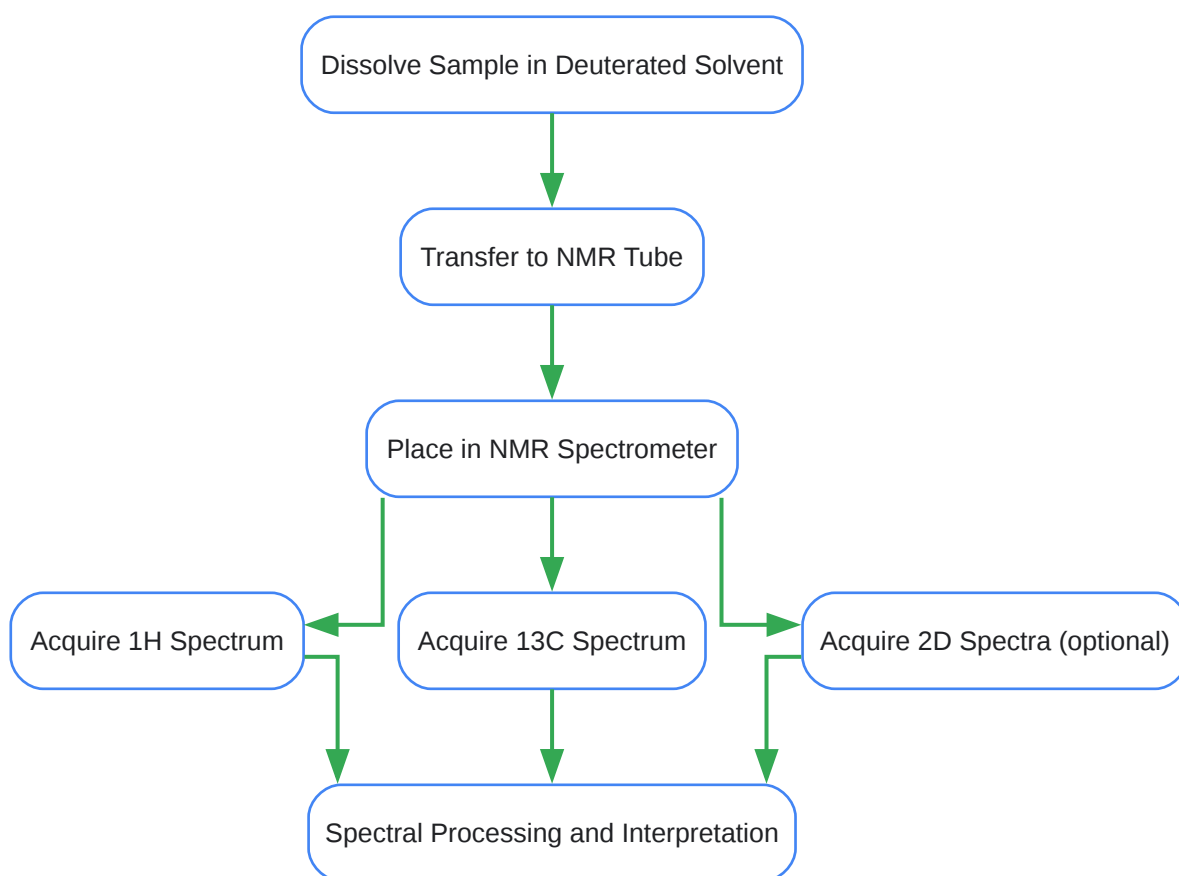 Dissolve Sample in Deuterated Solvent
Transfer to NMR Tube
Place in NMR Spectrometer
Acquire 1H Spectrum
Acquire 13C Spectrum
Acquire 2D Spectra (optional)
Spectral Processing and Interpretation